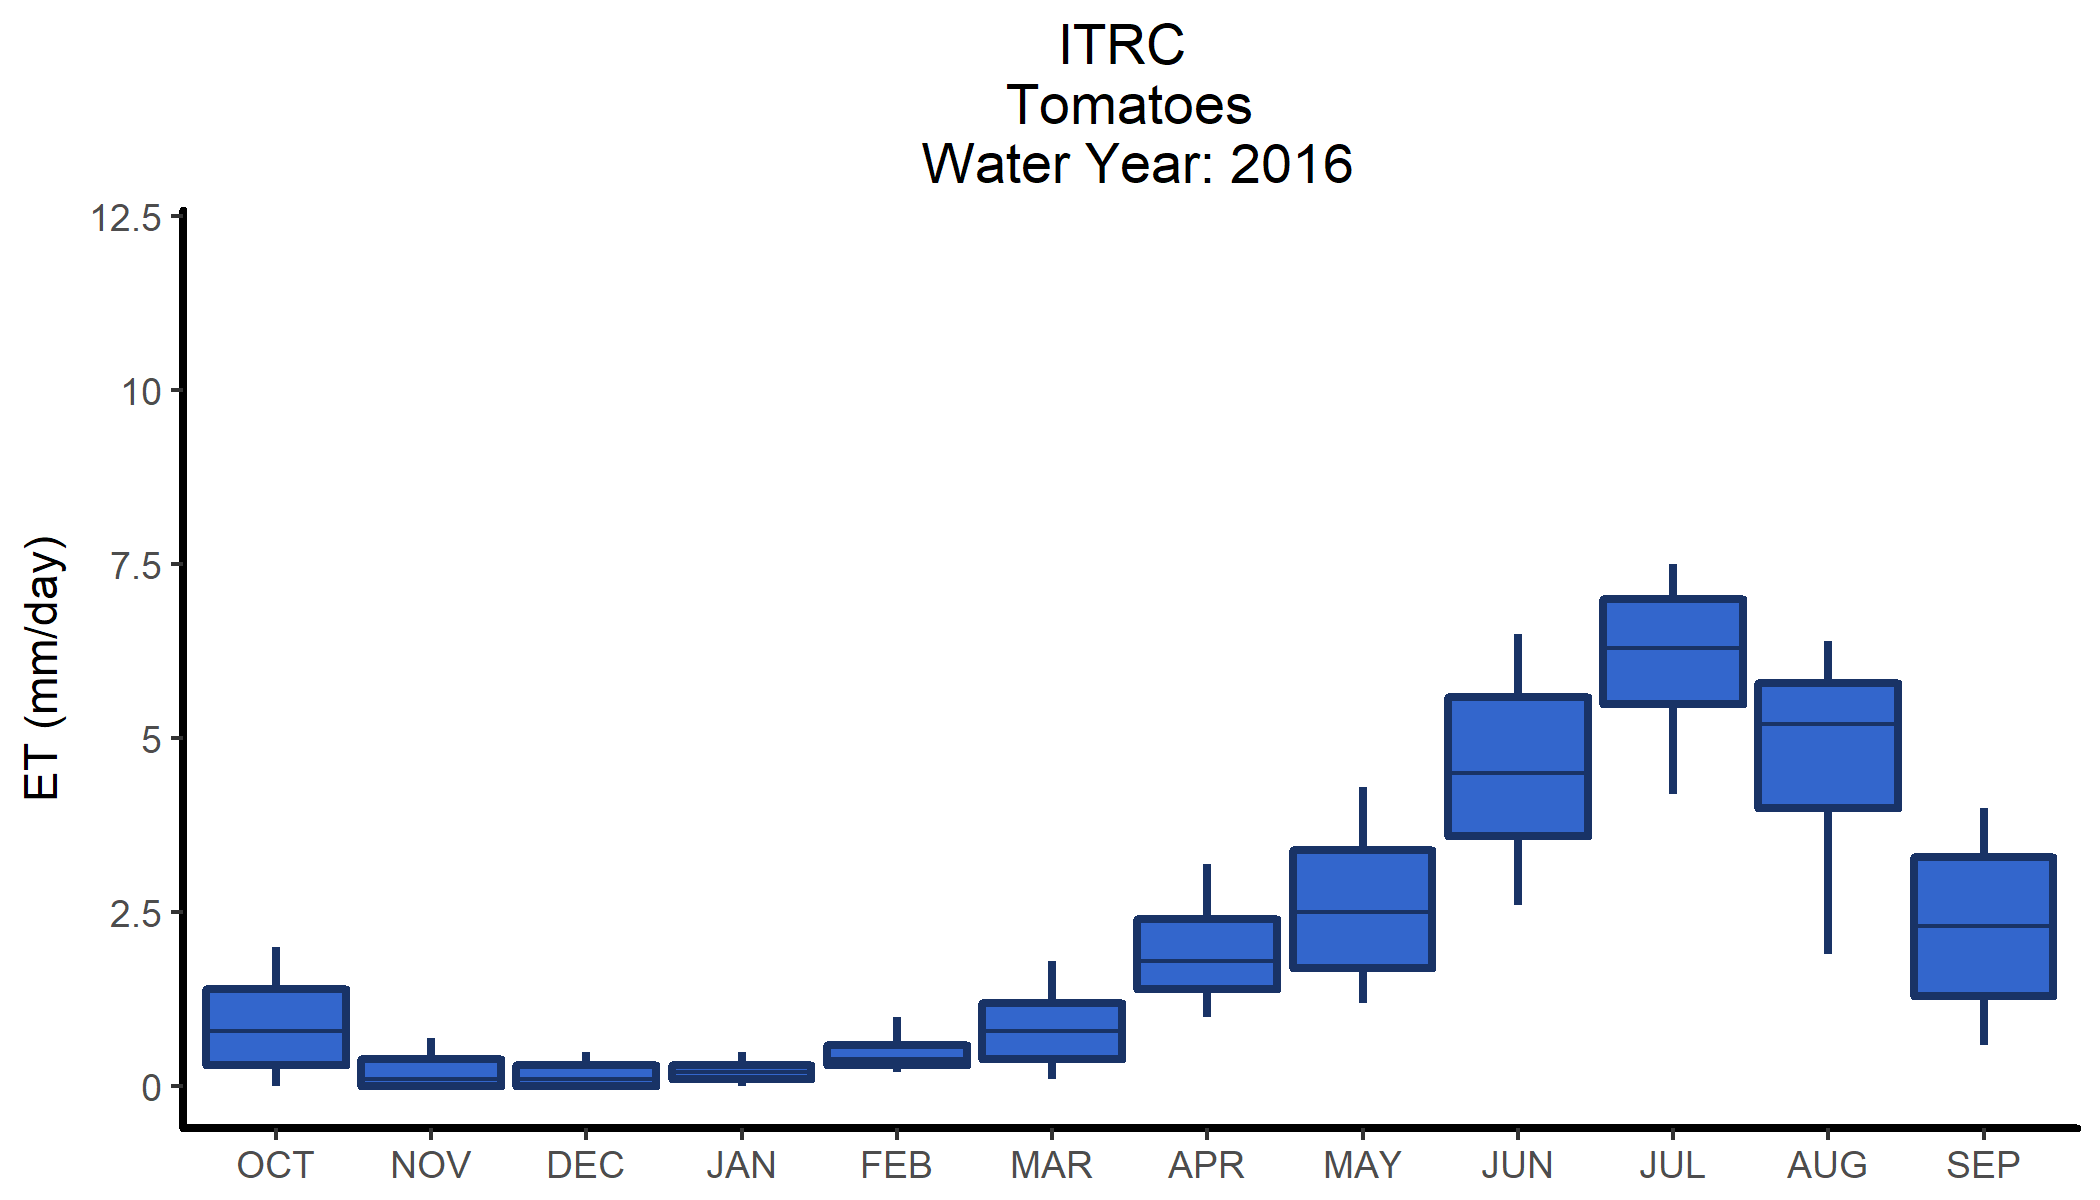 ITRC
Tomatoes
Water Year: 2016
ET (mm/day)
12.5
10
7.5
5
2.5
0
OCT NOV DEC JAN FEB MAR APR MAY JUN JUL AUG SEP